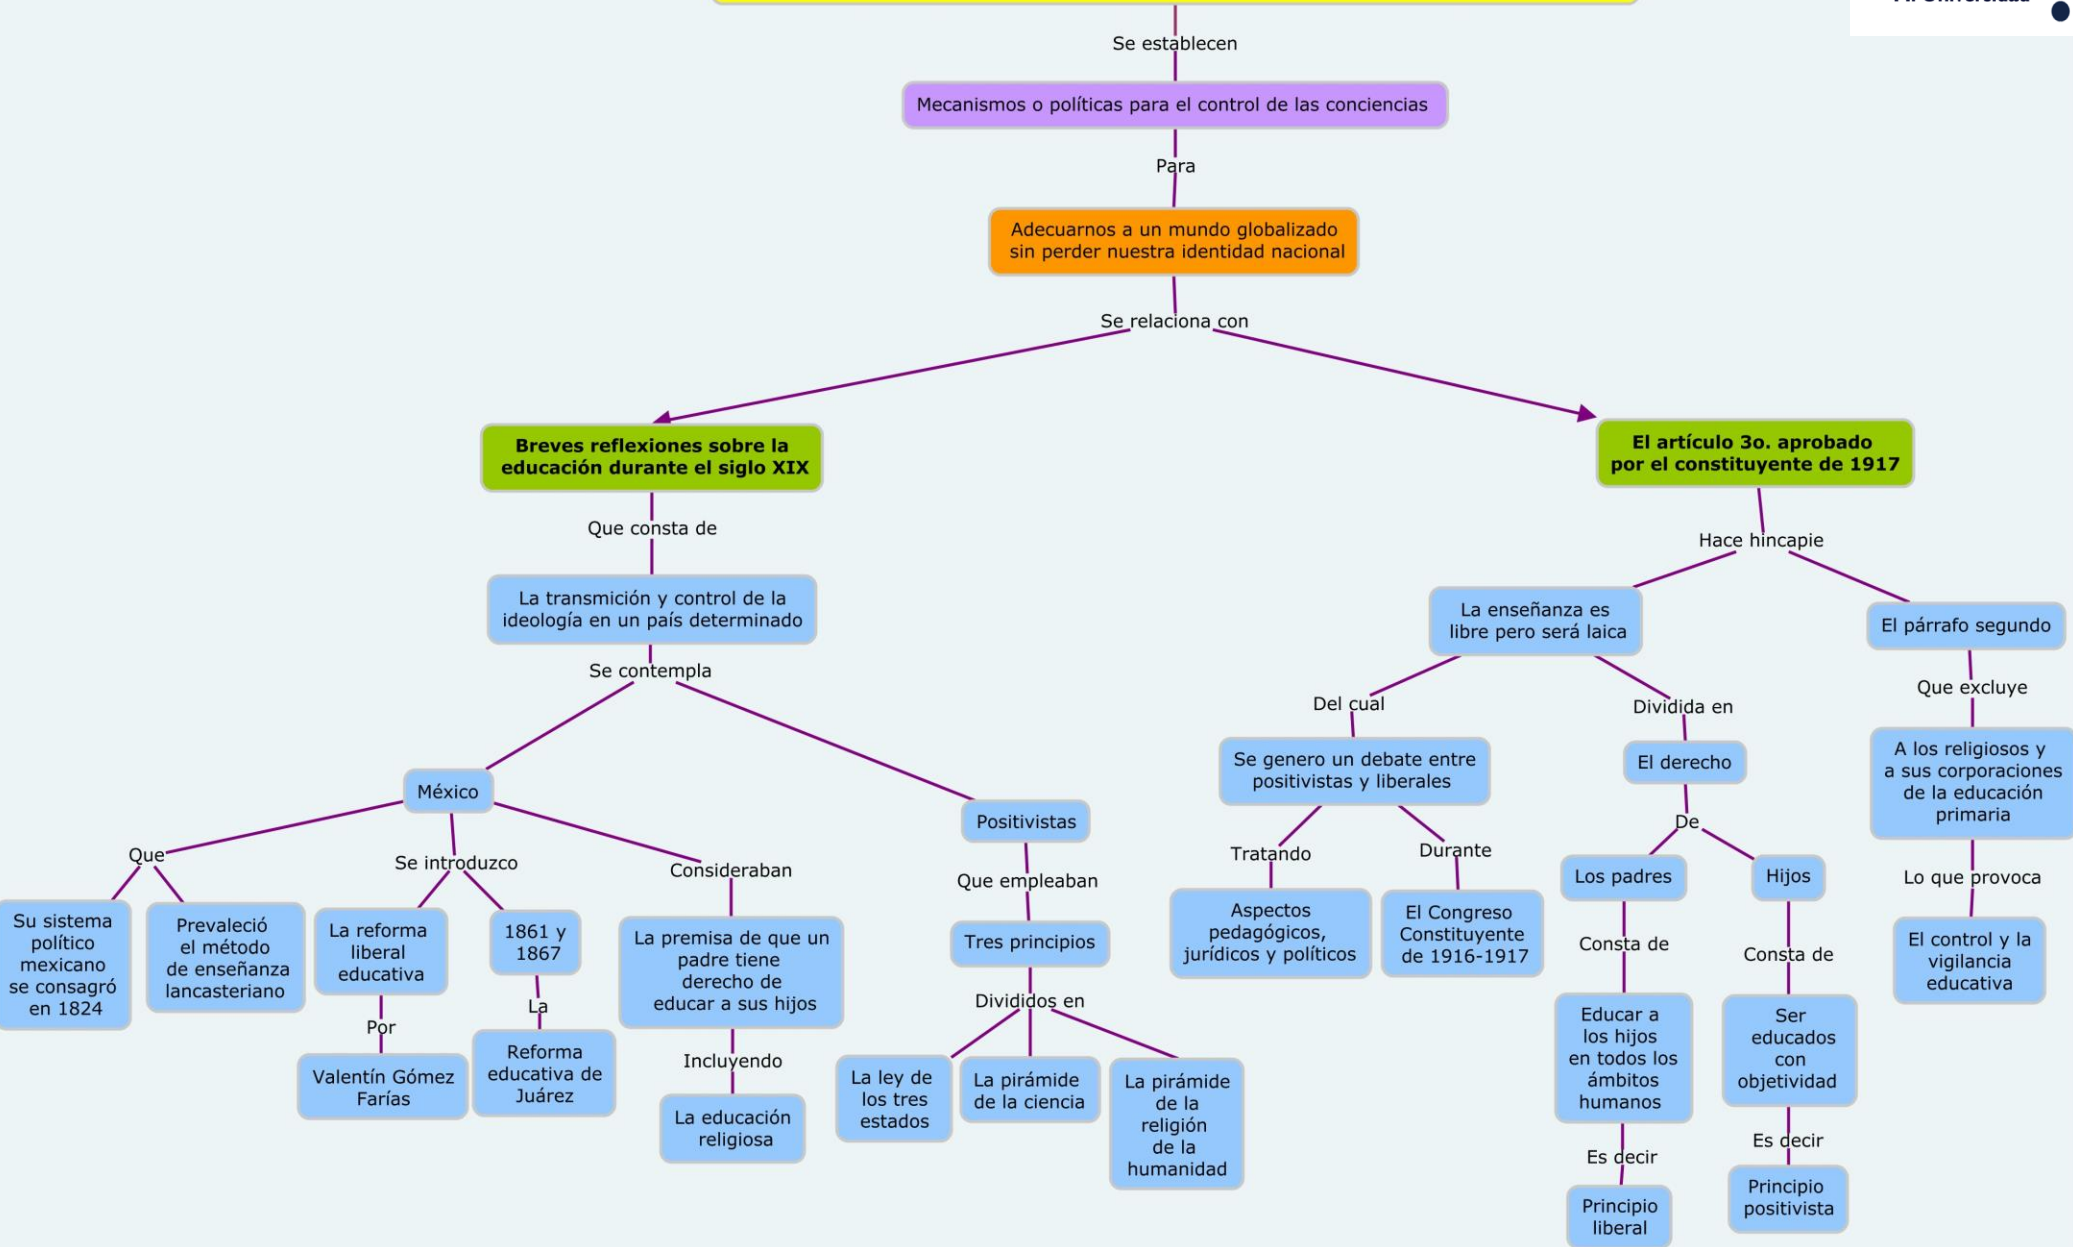 Universidad
Se establecen
Mecanismos o políticas para el control de las conciencias
Para
Adecuarnos a un mundo globalizado
sin perder nuestra identidad nacional
Se relaciona con
Breves reflexiones sobre la
educación durante el siglo XIX
El artículo 3o. aprobado
por el constituyente de 1917
Que consta de
La transmición y control de la
ideología en un país determinado
Se contempla
México
Que
Su sistema
político
mexicano
se consagró
en 1824
Prevaleció
el método
de enseñanza
lancasteriano
Se introduzco
La reforma
liberal
educativa
Por
Valentín Gómez
Farías
1861 y
1867
La
Reforma
educativa de
Juárez
Consideraban
La premisa de que un
padre tiene
derecho de
educar a sus hijos
Incluyendo
La educación
religiosa
Positivistas
Que empleaban
Tres principios
Divididos en
La ley de
los tres
estados
La pirámide
de la ciencia
La pirámide
de la
religión
de la
humanidad
Hace hincapie
La enseñanza es
libre pero será laica
Del cual
Se genero un debate entre
positivistas y liberales
Tratando
Aspectos
pedagógicos,
jurídicos y políticos
Durante
El Congreso
Constituyente
de 1916-1917
Dividida en
El derecho
De
Los padres
Consta de
Educar a
los hijos
en todos los
ámbitos
humanos
Es decir
Principio
liberal
Hijos
Consta de
Ser
educados
con
objetividad
Es decir
Principio
positivista
El párrafo segundo
Que excluye
A los religiosos y
a sus corporaciones
de la educación
primaria
Lo que provoca
El control y la
vigilancia
educativa